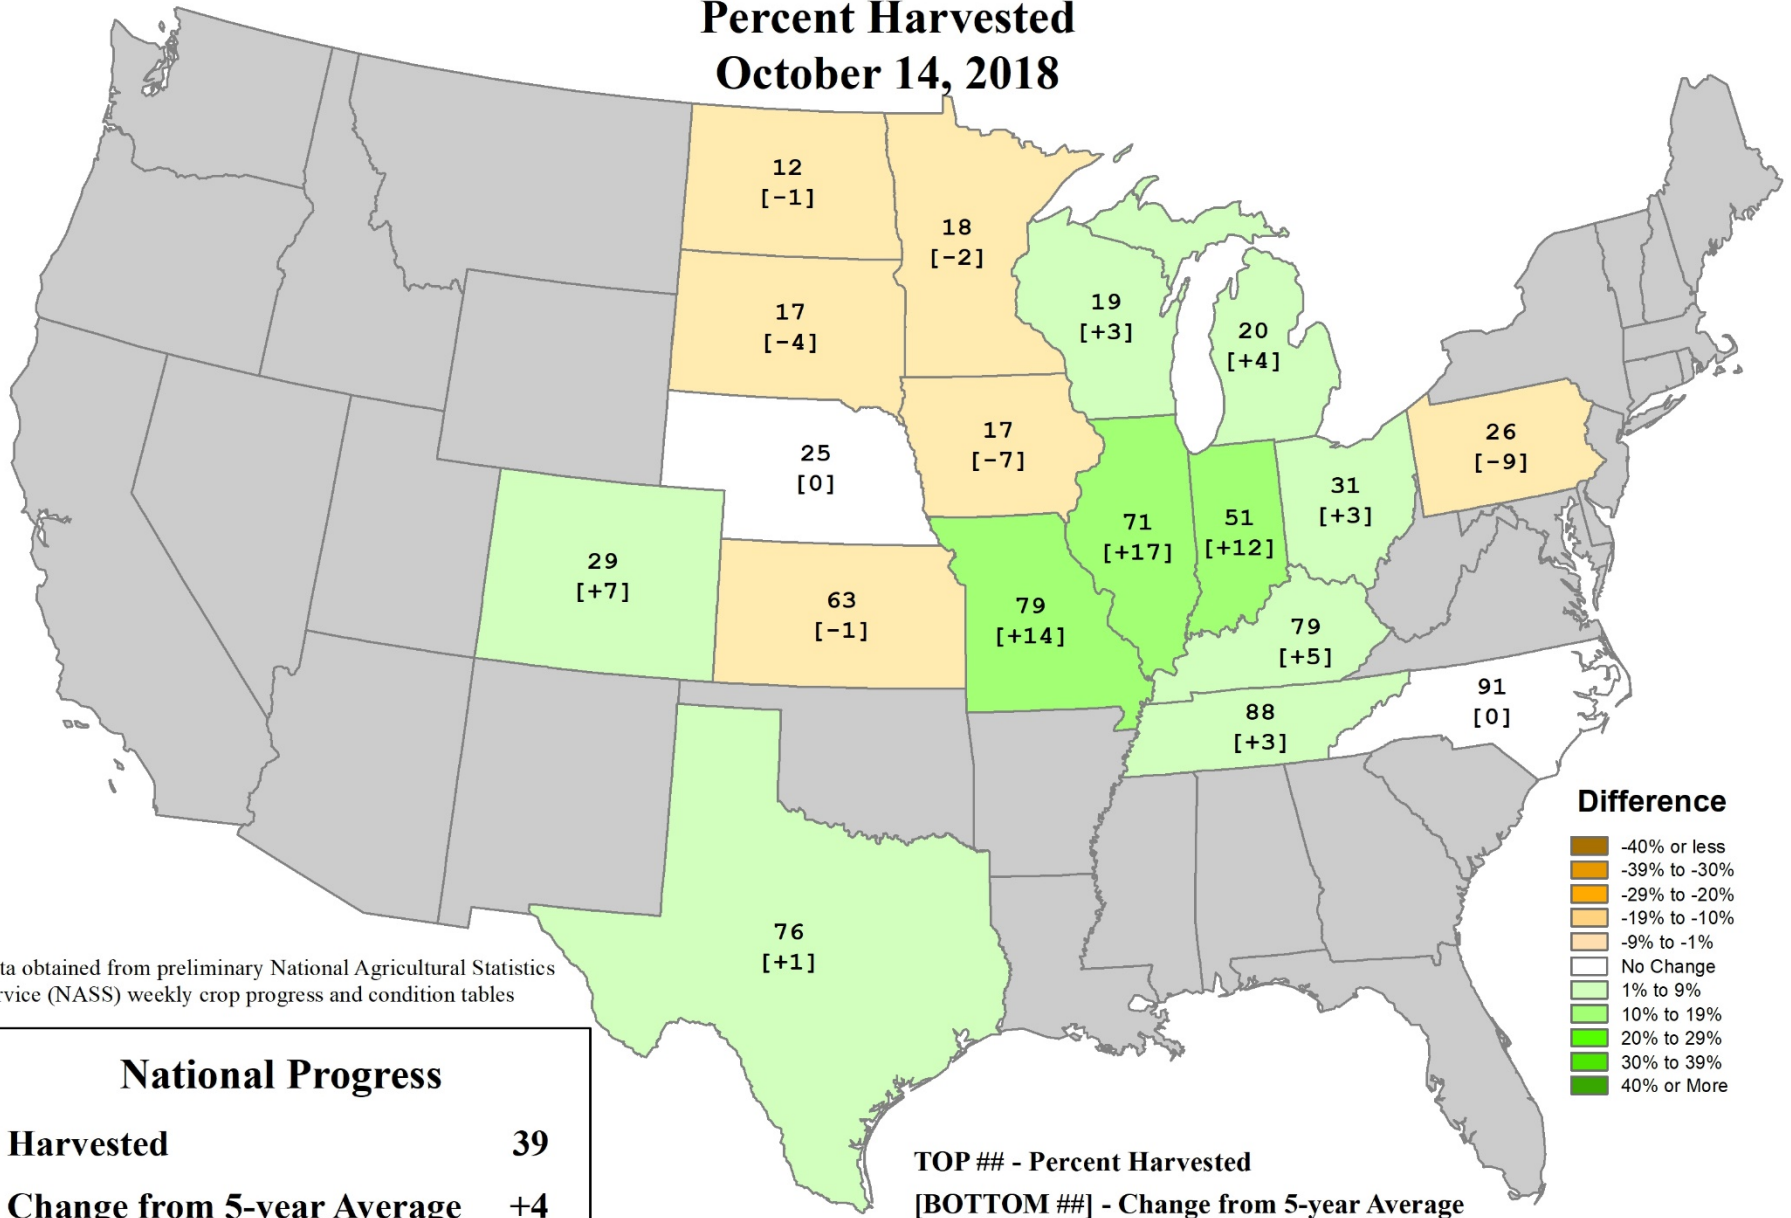 Percent Harvested
October 14, 2018
12
[-1]
18
[-2]
17
[-4]
19
[+3]
20
[+4]
25
[0]
17
[-7]
26
[-9]
71
[+17]
51
[+12]
31
[+3]
29
[+7]
63
[-1]
79
[+14]
79
[+5]
88
[+3]
91
[0]
76
[+1]
Difference
-40% or less
-39% to -30%
-29% to -20%
-19% to -10%
-9% to -1%
No Change
1% to 9%
10% to 19%
20% to 29%
30% to 39%
40% or More
ta obtained from preliminary National Agricultural Statistics
rvice (NASS) weekly crop progress and condition tables
National Progress
Harvested 39
Change from 5-year Average +4
TOP ## - Percent Harvested
[BOTTOM ##] - Change from 5-year Average